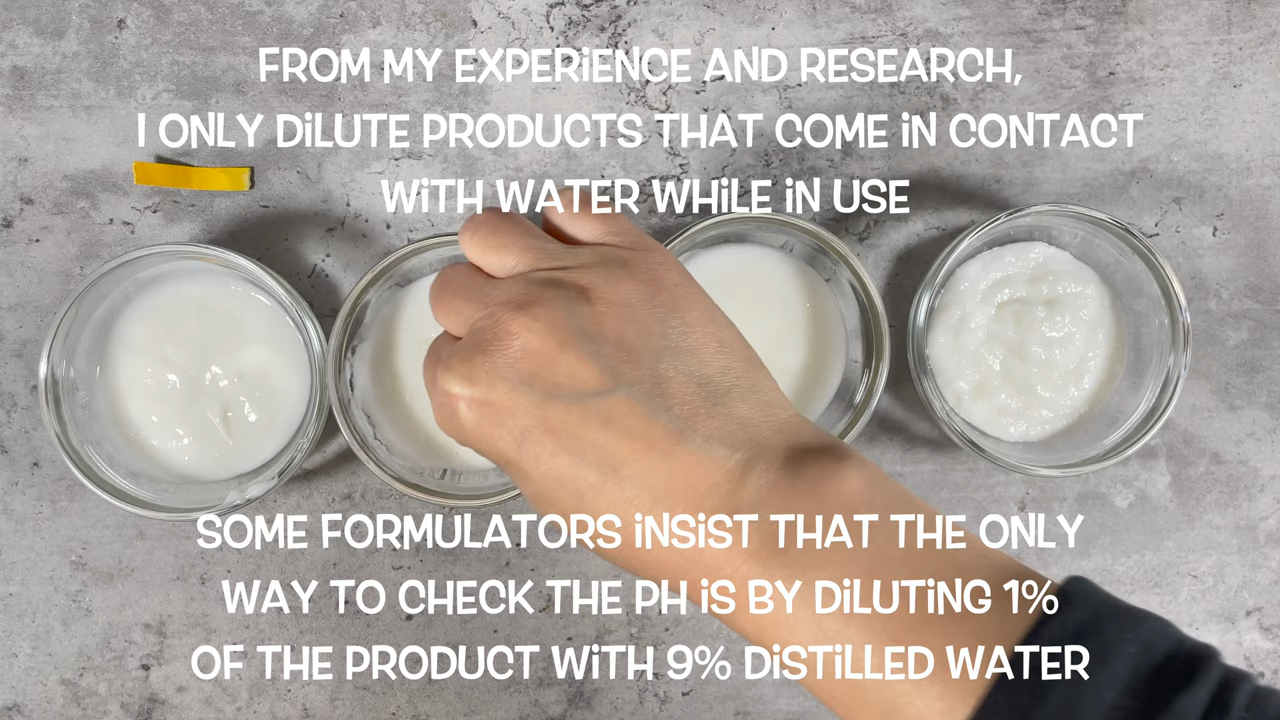 FROM MY EXPERIENCE AND RESEARCH,
I ONLY DILUTE PRODUCTS THAT COME IN CONTACT
WITH WATER WHILE IN USE
SOME FORMULATORS INSIST THAT THE ONLY
WAY TO CHECK THE PH IS BY DILUTING 1%
OF THE PRODUCT WITH 9% DISTILLED WATER